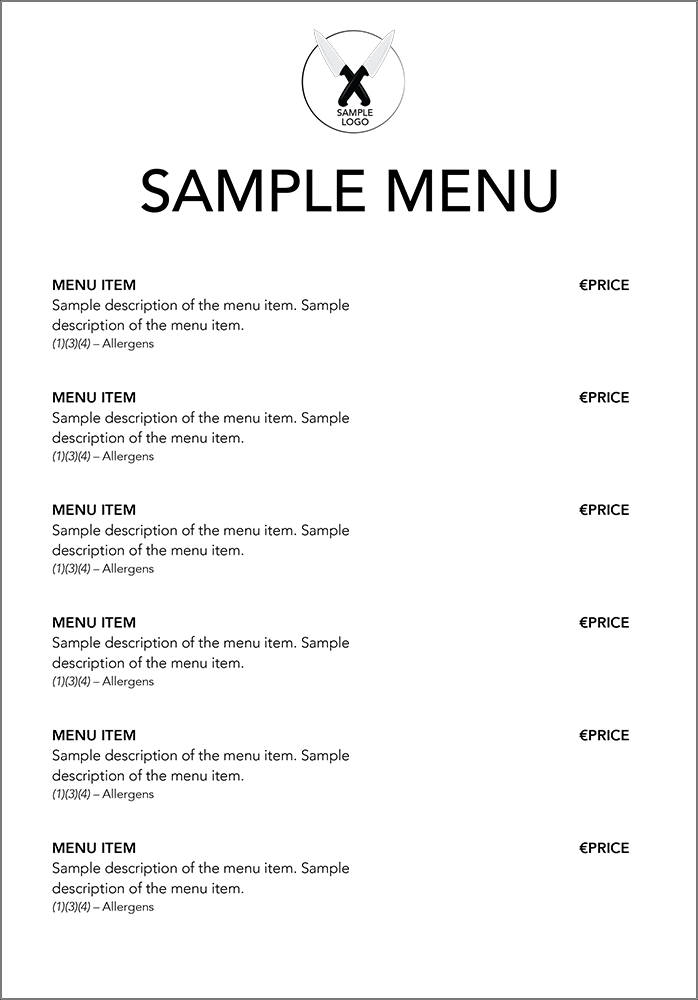 SAMPLE
LOGO
SAMPLE MENU
MENU ITEM €PRICE
Sample description of the menu item. Sample
description of the menu item.
(1)(3)(4) – Allergens
MENU ITEM €PRICE
Sample description of the menu item. Sample
description of the menu item.
(1)(3)(4) – Allergens
MENU ITEM €PRICE
Sample description of the menu item. Sample
description of the menu item.
(1)(3)(4) – Allergens
MENU ITEM €PRICE
Sample description of the menu item. Sample
description of the menu item.
(1)(3)(4) – Allergens
MENU ITEM €PRICE
Sample description of the menu item. Sample
description of the menu item.
(1)(3)(4) – Allergens
MENU ITEM €PRICE
Sample description of the menu item. Sample
description of the menu item.
(1)(3)(4) – Allergens